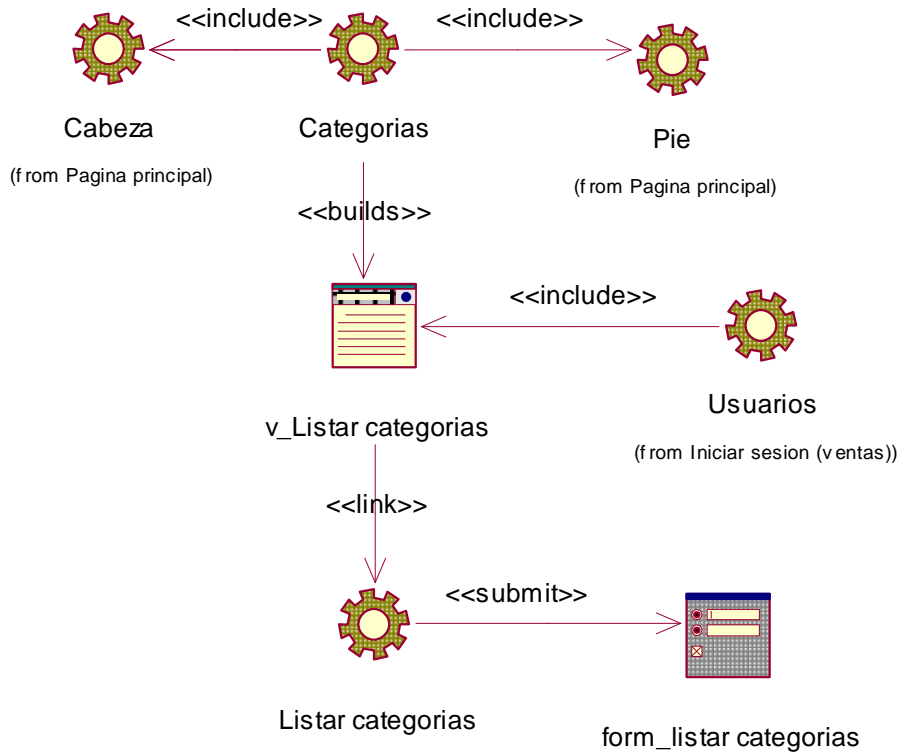 <<include>>
<<include>>
Cabeza
Categorias
Pie
(from Pagina principal)
(from Pagina principal)
<<builds>>
<<include>>
Usuarios
v_Listar categorias
(from Iniciar sesion (ventas))
<<link>>
<<submit>>
Listar categorias
form_listar categorias